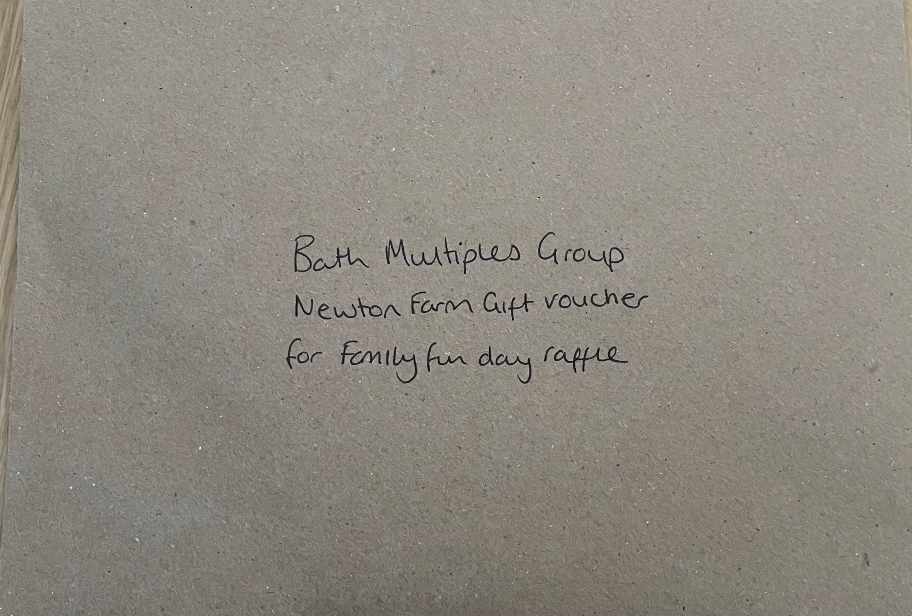 Bath Multiples Group
Newton Farm Gift voucher
for Family fun day raffle